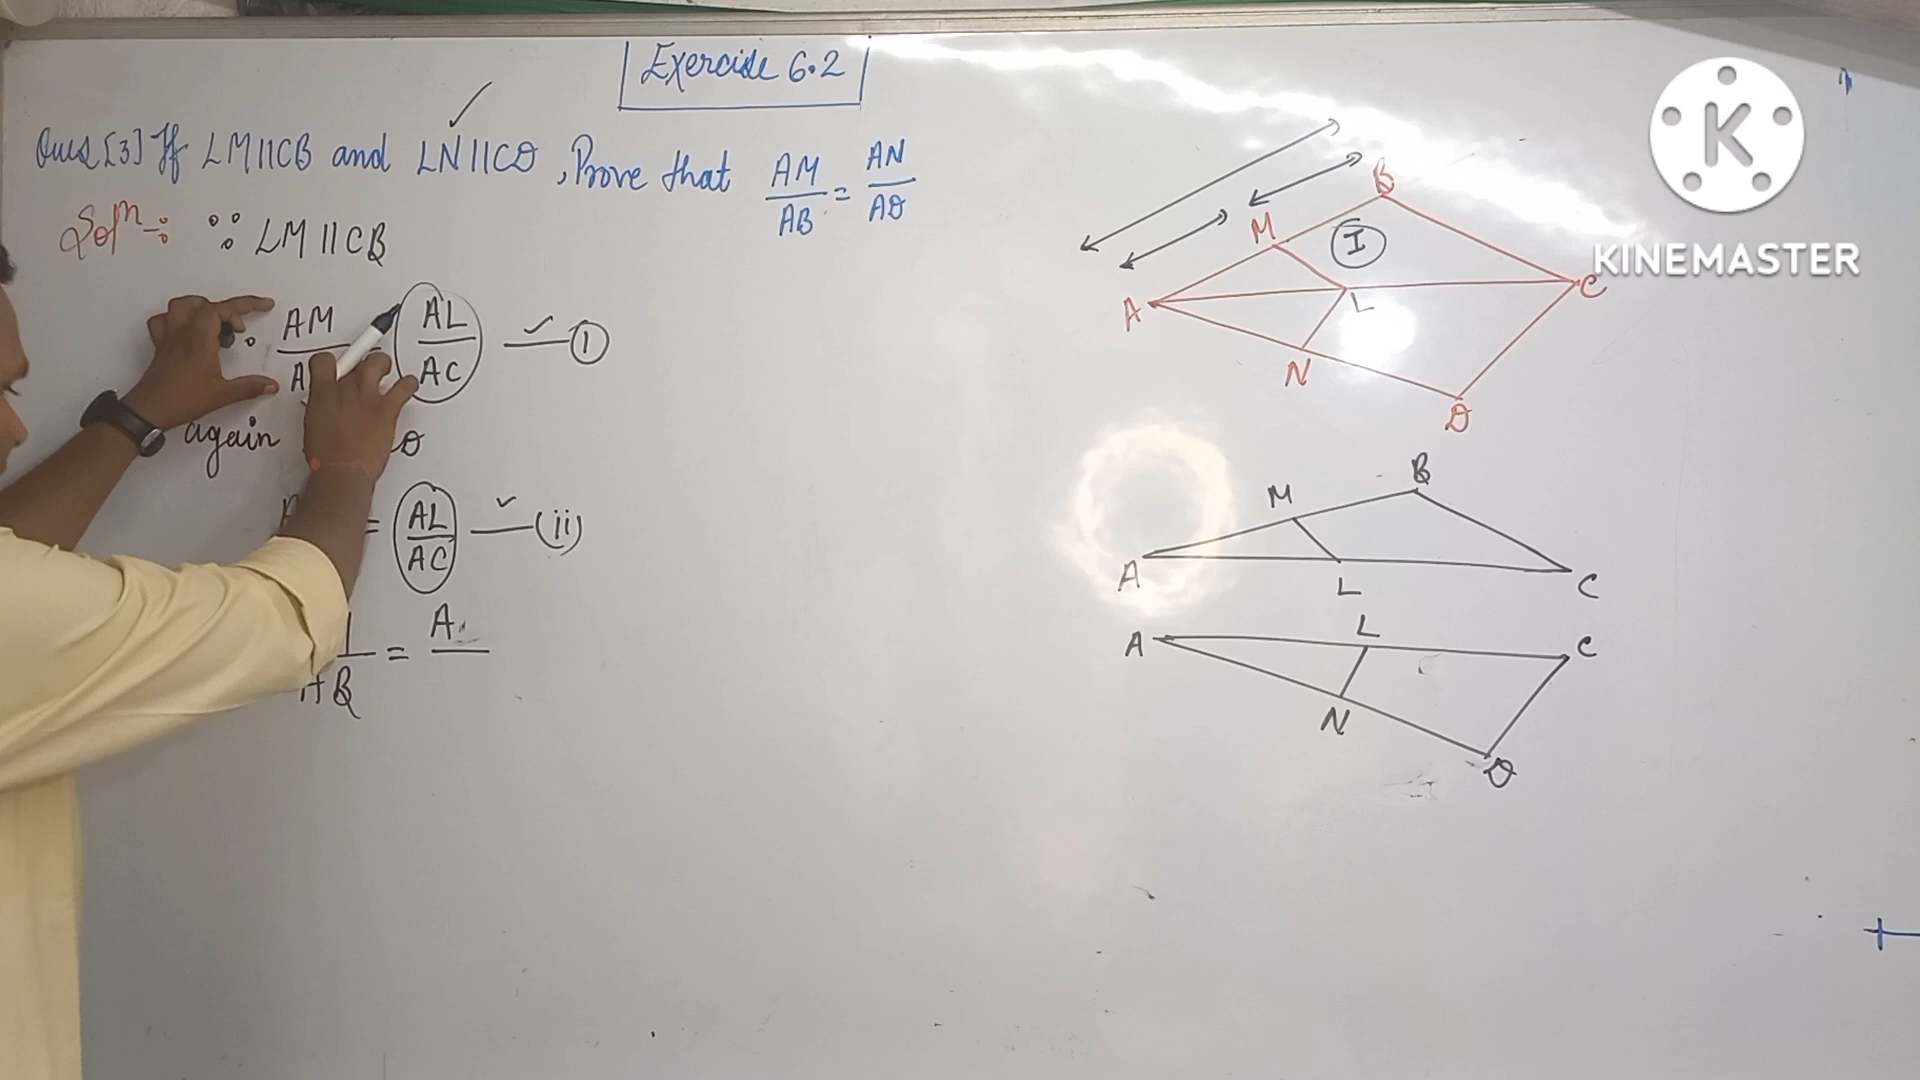 Exercise 6.2
Ques[3] If LM||CB and LN||CD, Prove that AM/AB = AN/AD
Solⁿ-: ∵ LM||CB
AM AL/AC — (1)
again
= AL/AC — (ii)
= A
B
B
M
I
A
L
C
N
D
B
M
A
L
C
A
L
C
N
D
K
KINEMASTER